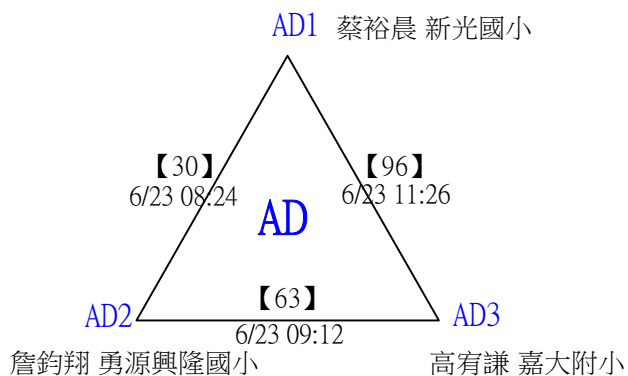 AD1 蔡裕晨 新光國小
【30】
6/23 08:24
【96】
6/23 11:26
AD
【63】
6/23 09:12
AD2
AD3
詹鈞翔 勇源興隆國小
高宥謙 嘉大附小